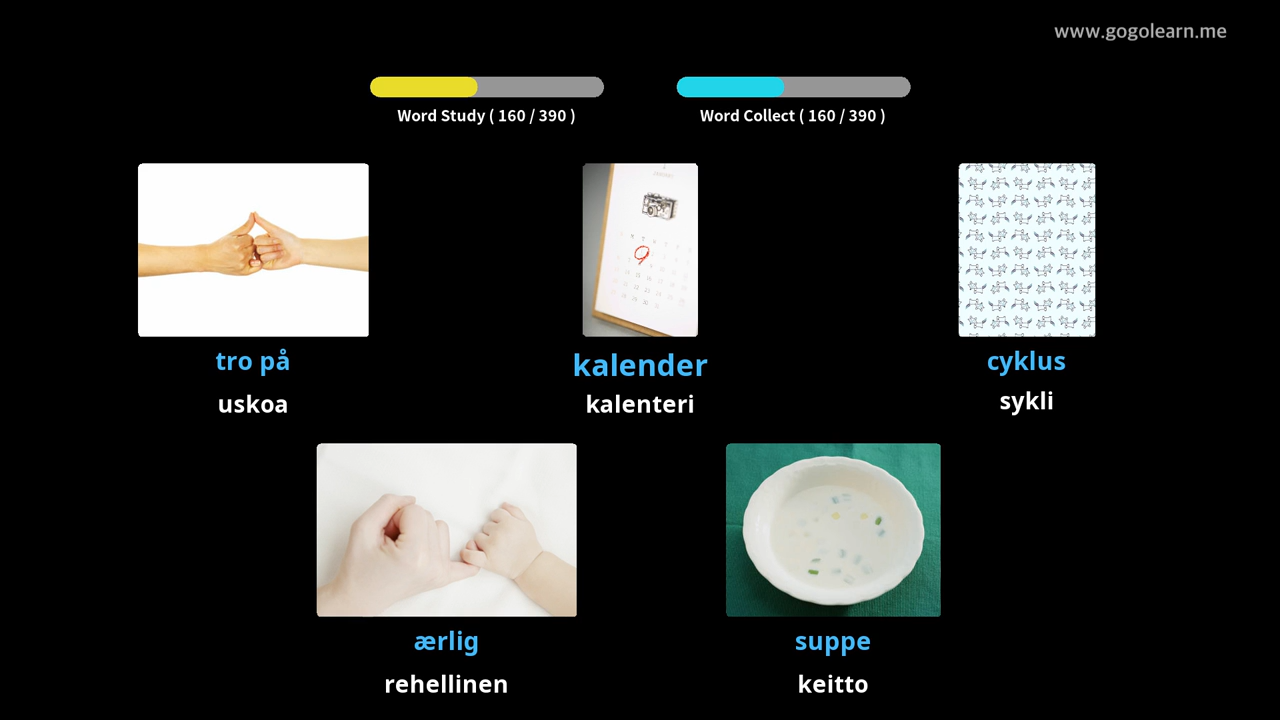 www.gogolearn.me
Word Study ( 160 / 390 )
Word Collect ( 160 / 390 )
tro på
kalender
cyklus
uskoa
kalenteri
sykli
ærlig
suppe
rehellinen
keitto